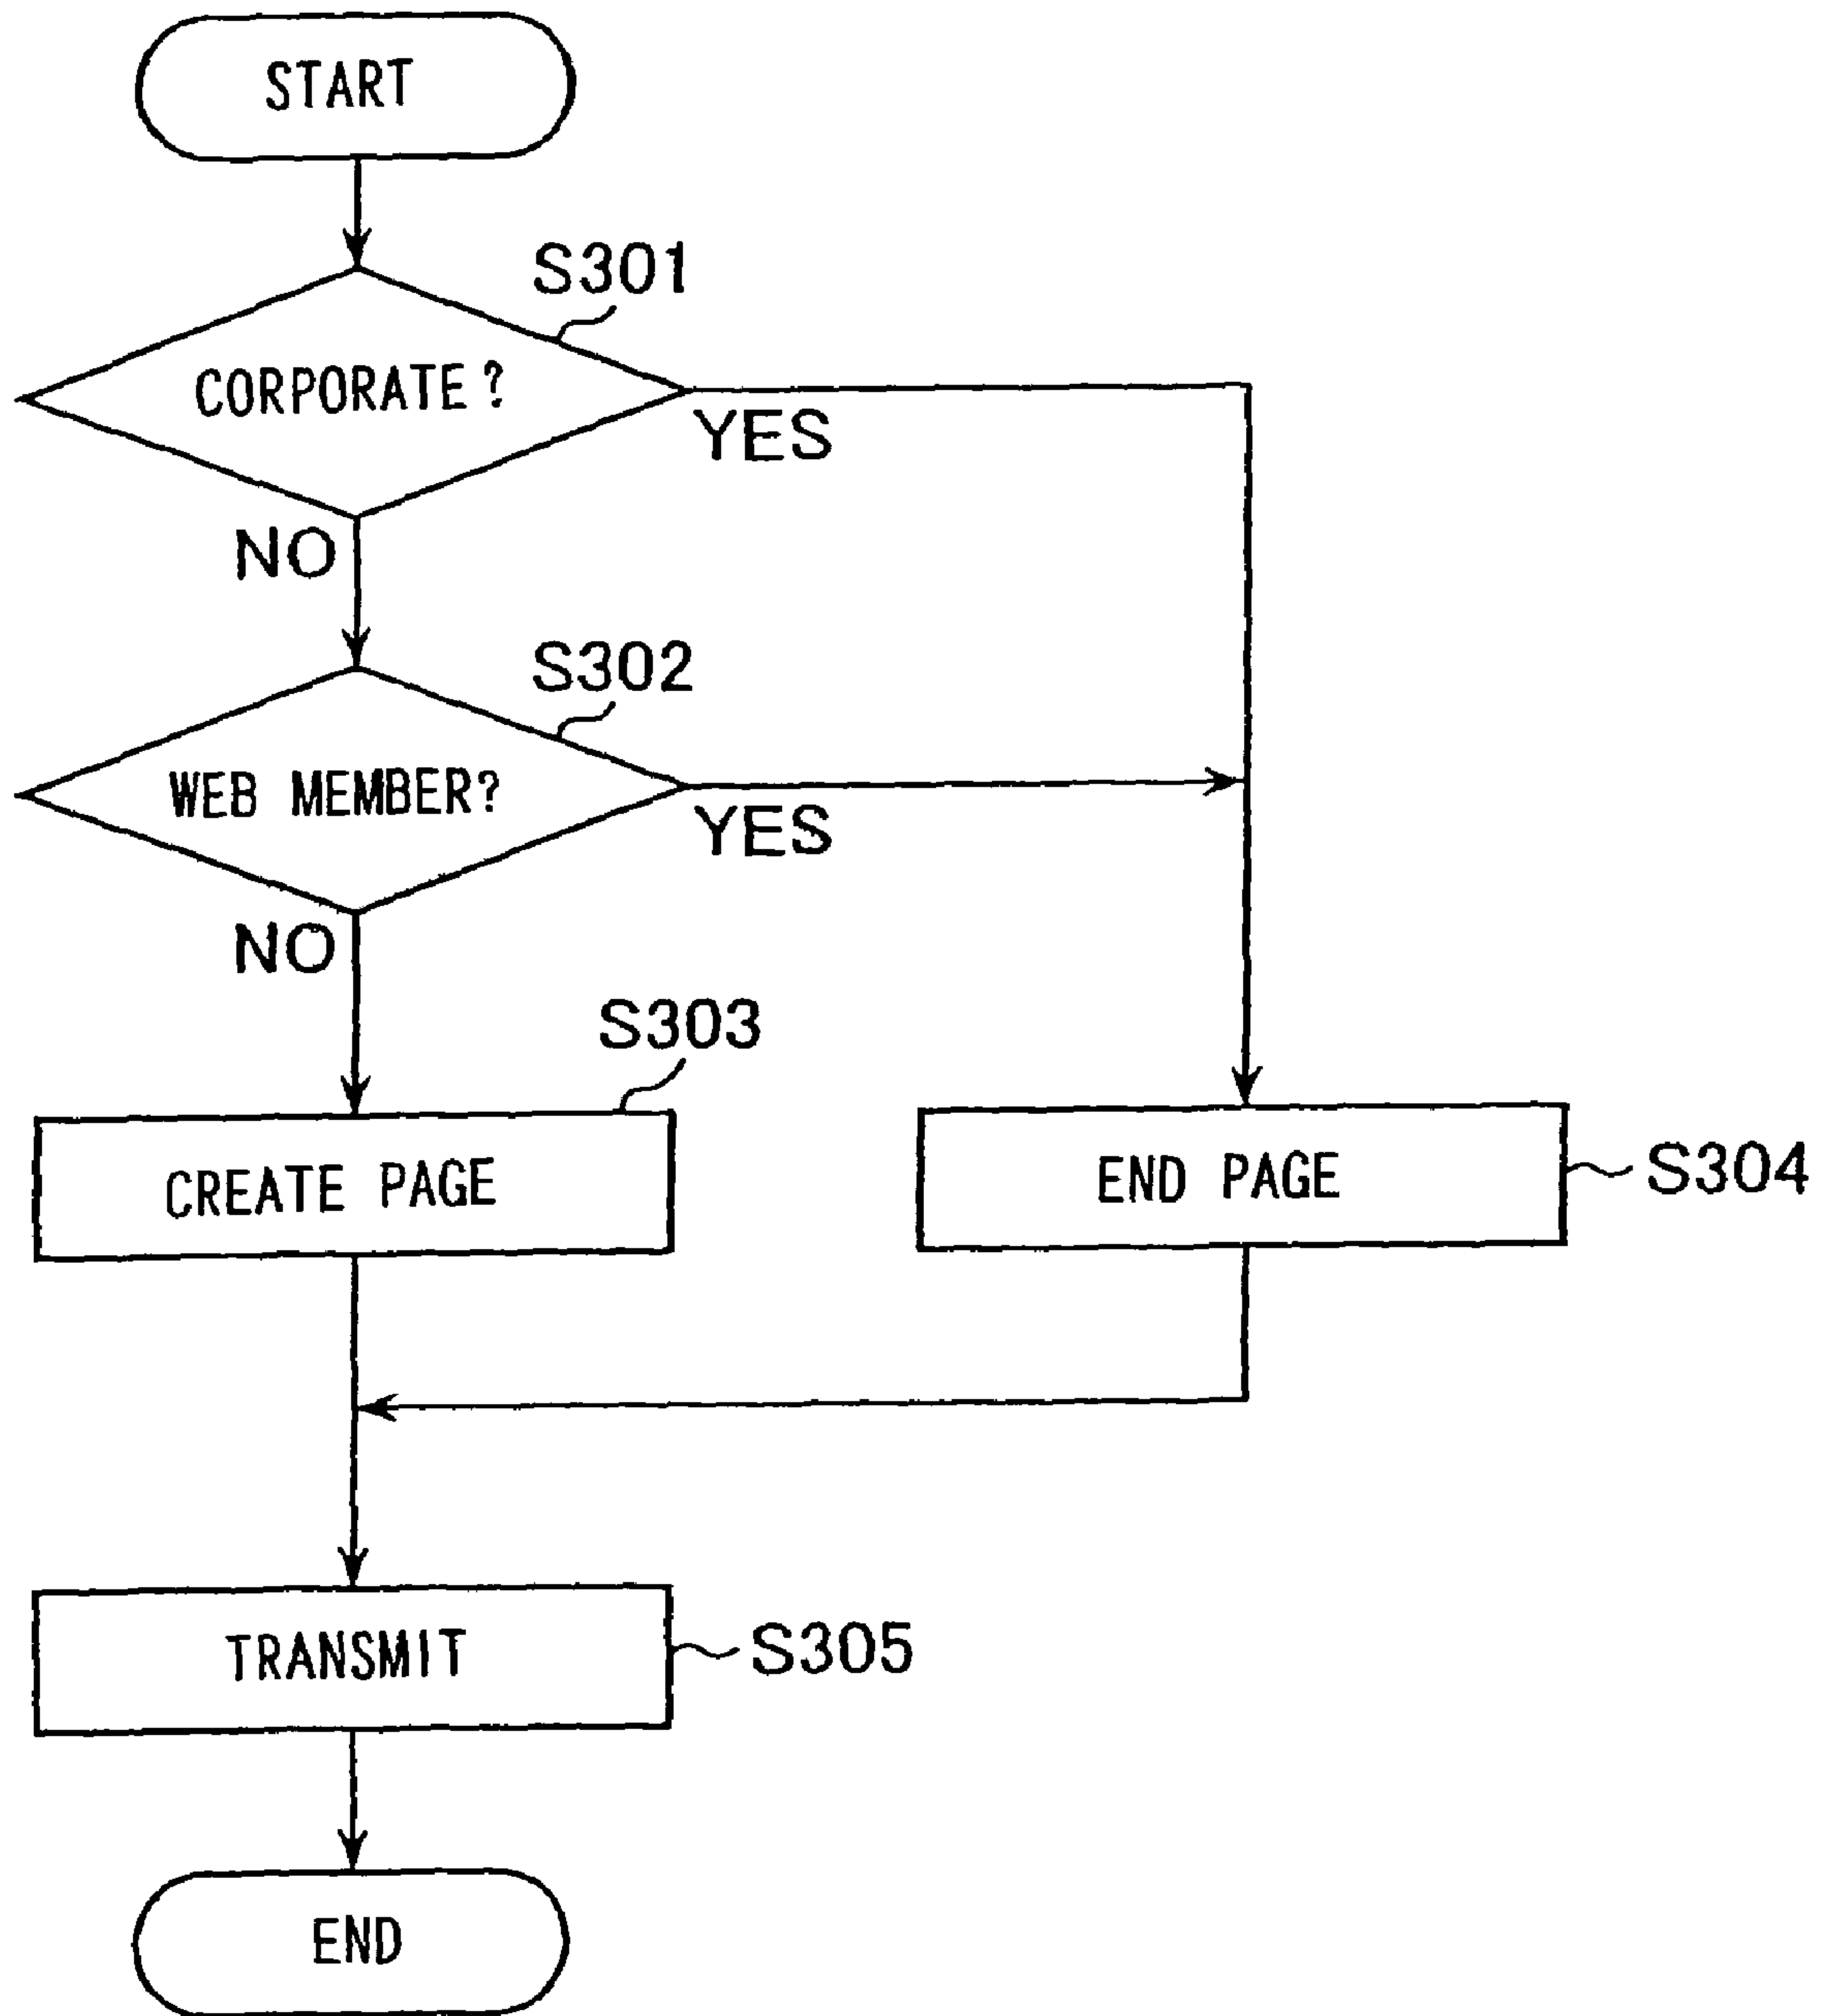 START
S301
CORPORATE?
YES
NO
S302
WEB MEMBER?
YES
NO
S303
CREATE PAGE
END PAGE
S304
TRANSMIT
S305
END